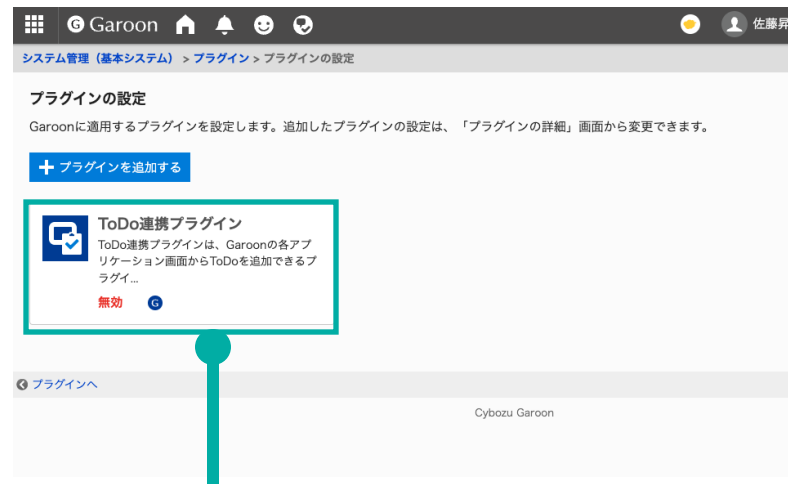 Garoon
佐藤昇
システム管理（基本システム） > プラグイン > プラグインの設定
プラグインの設定
Garoonに適用するプラグインを設定します。追加したプラグインの設定は、「プラグインの詳細」画面から変更できます。
プラグインを追加する
ToDo連携プラグイン
ToDo連携プラグインは、Garoonの各アプ
リケーション画面からToDoを追加できるプ
ラグイ...
無効 G
プラグインへ
Cybozu Garoon